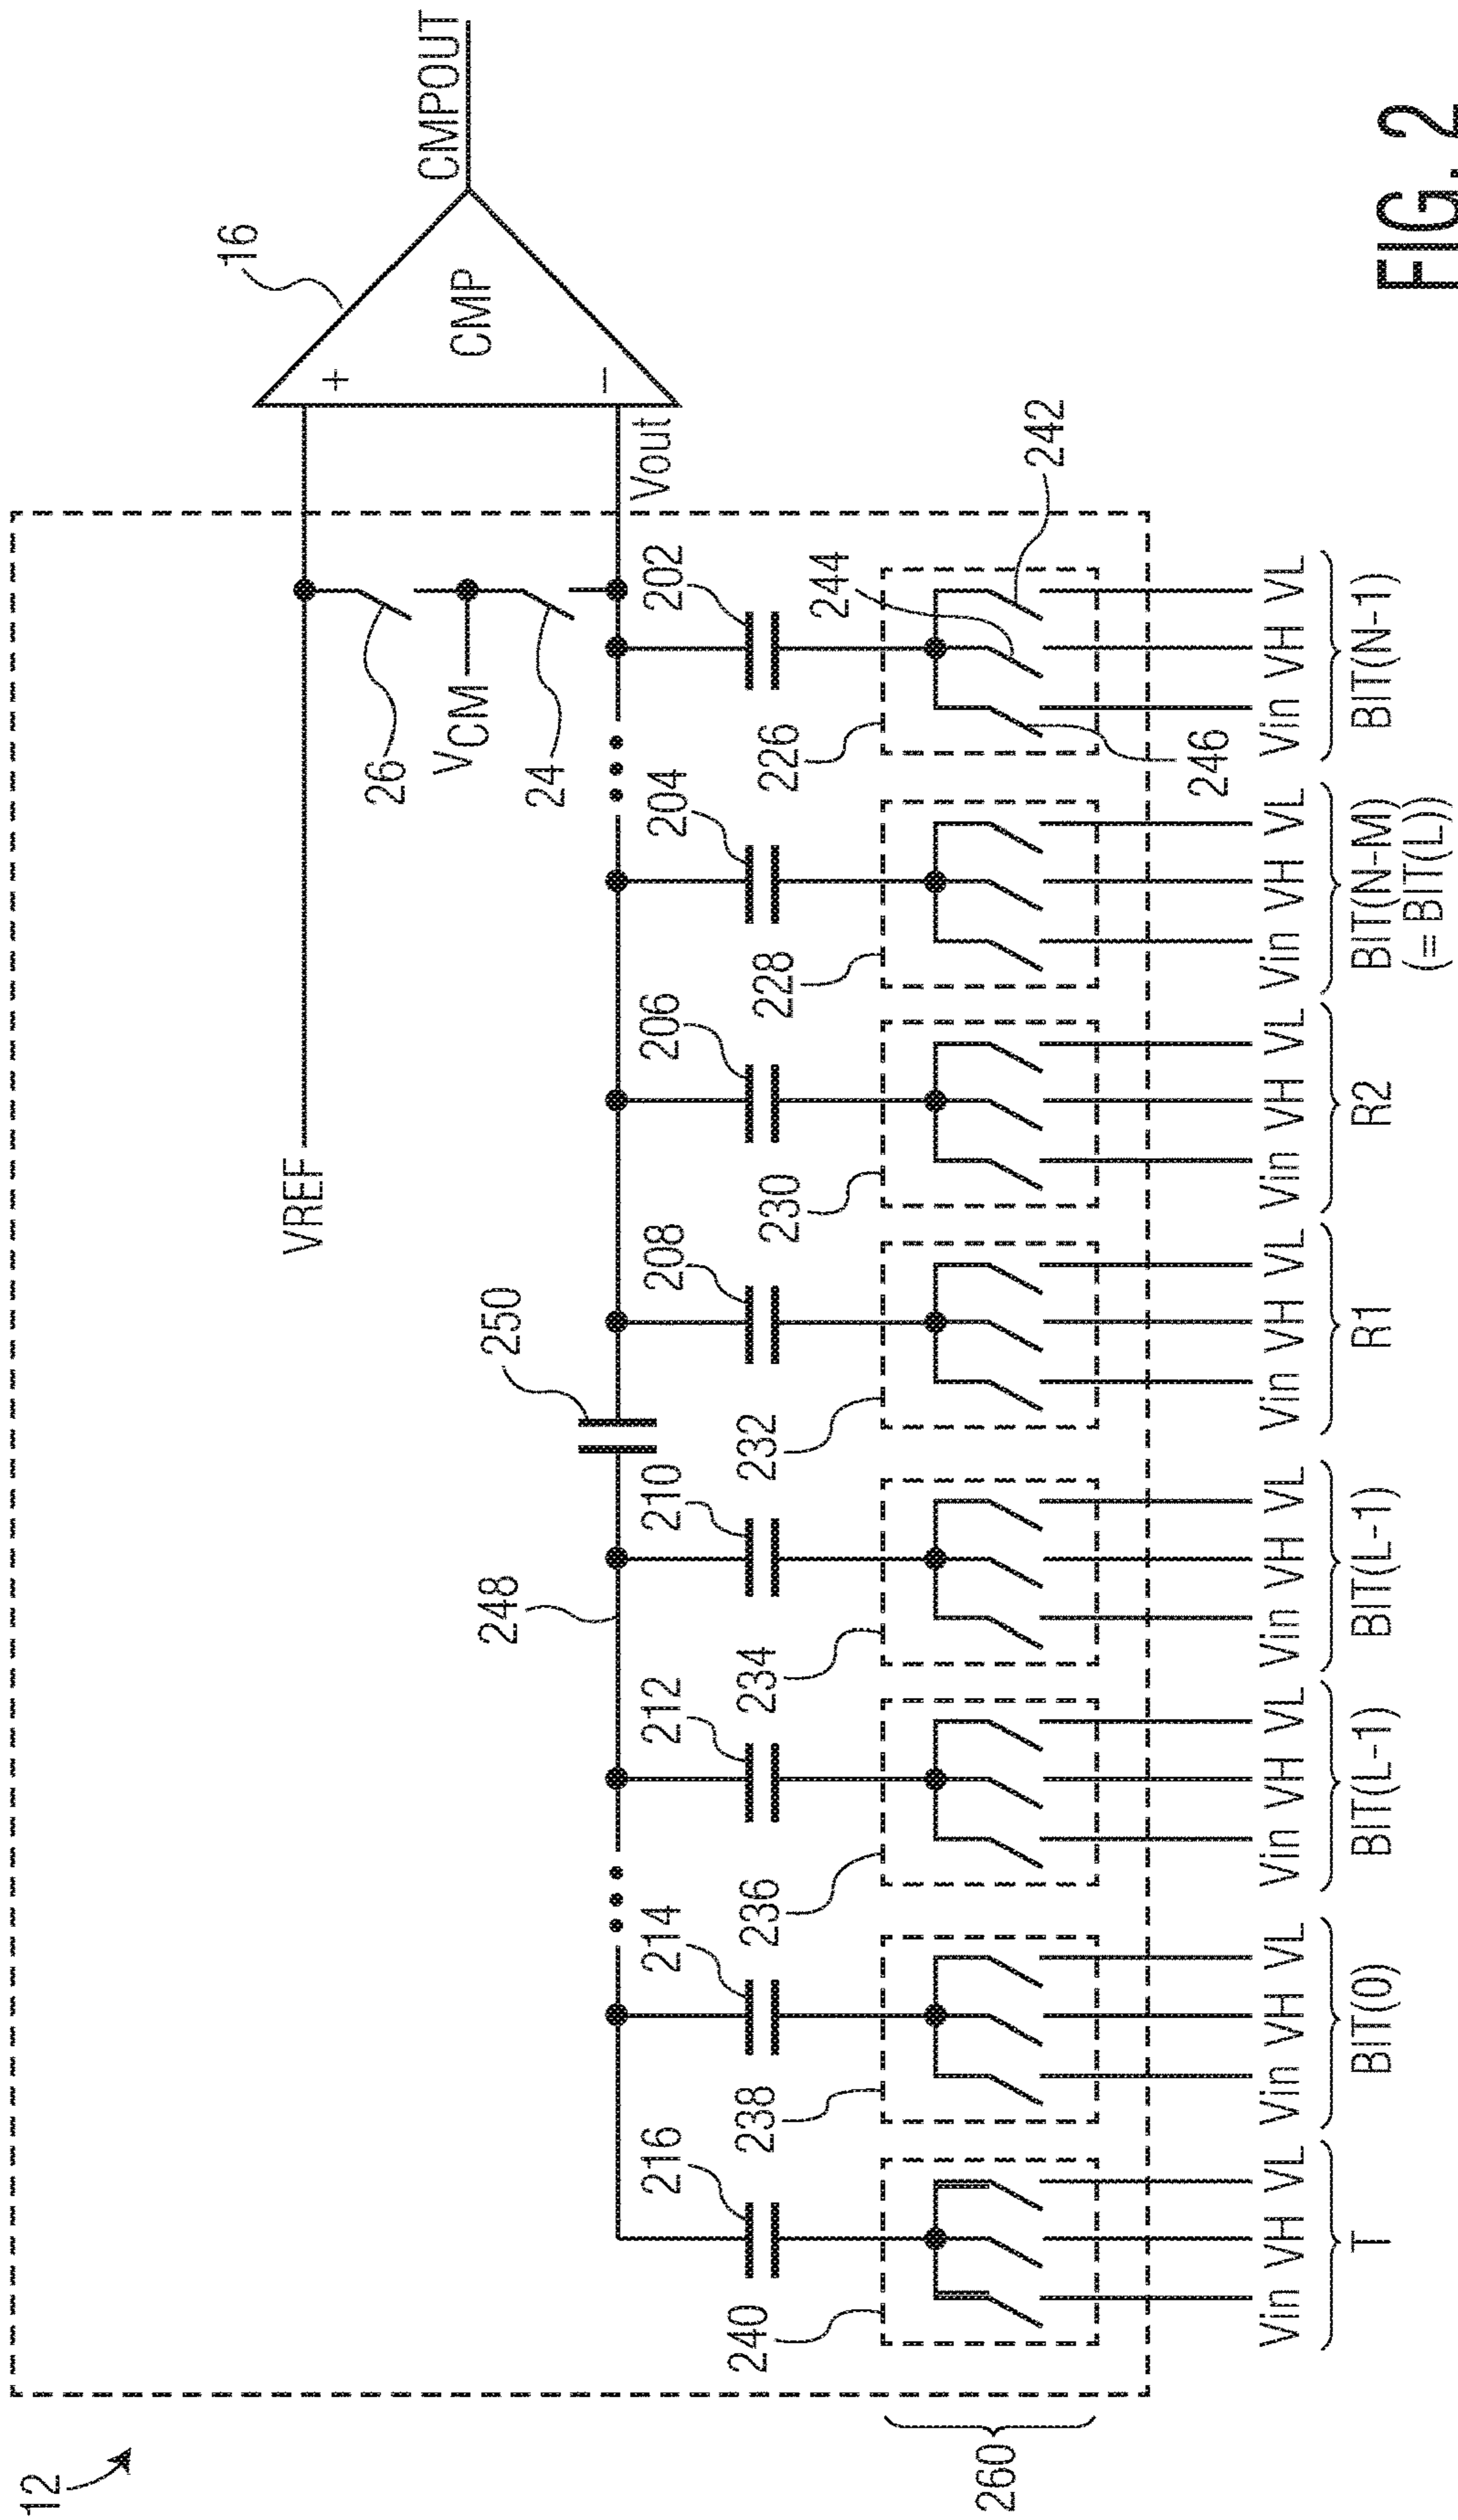 12
16
CMPOUT
+
CMP
−
VREF
26
VCM
24
Vout
250
248
216
214
212
210
208
206
204
202
240
238
236
234
232
230
228
226
244
242
246
260
Vin VH VL
Vin VH VL
Vin VH VL
Vin VH VL
Vin VH VL
Vin VH VL
Vin VH VL
Vin VH VL
T
BIT(0)
BIT(L-1)
BIT(L-1)
R1
R2
BIT(N-M)
(= BIT(L))
BIT(N-1)
FIG. 2